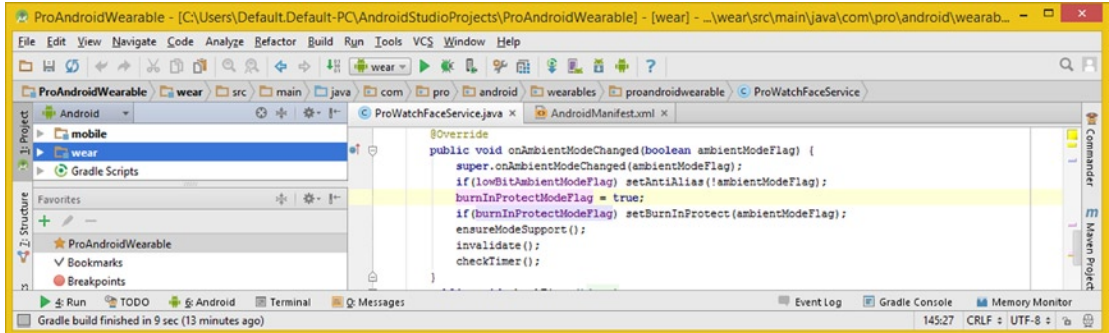 ProAndroidWearable - [C:\Users\Default.Default-PC\AndroidStudioProjects\ProAndroidWearable] - [wear] - ...\wear\src\main\java\com\pro\android\wearab...
File Edit View Navigate Code Analyze Refactor Build Run Tools VCS Window Help
wear
ProAndroidWearable wear src main java com pro android wearables proandroidwearable ProWatchFaceService
Android
ProWatchFaceService.java AndroidManifest.xml
1: Project
mobile
wear
Gradle Scripts
Favorites
ProAndroidWearable
Bookmarks
Breakpoints
7: Structure
@Override
public void onAmbientModeChanged(boolean ambientModeFlag) {
super.onAmbientModeChanged(ambientModeFlag);
if(lowBitAmbientModeFlag) setAntiAlias(!ambientModeFlag);
burnInProtectModeFlag = true;
if(burnInProtectModeFlag) setBurnInProtect(ambientModeFlag);
ensureModeSupport();
invalidate();
checkTimer();
}
Commander
Maven Project
4: Run TODO 6: Android Terminal 0: Messages Event Log Gradle Console Memory Monitor
Gradle build finished in 9 sec (13 minutes ago) 145:27 CRLF UTF-8